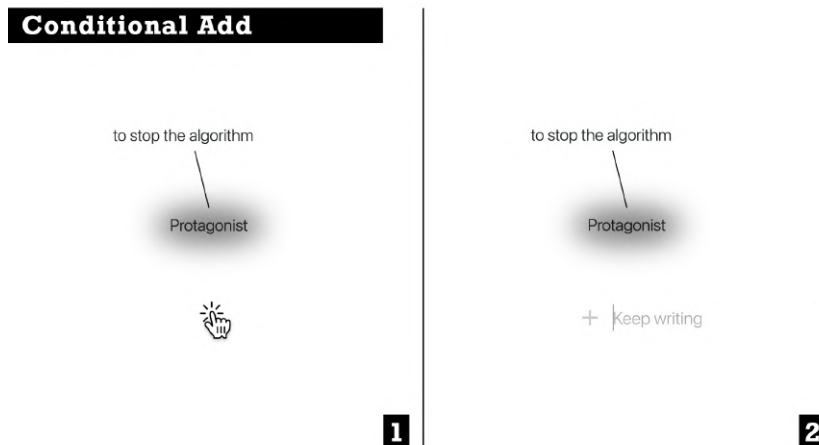 Conditional Add
to stop the algorithm
Protagonist
1
to stop the algorithm
Protagonist
+ Keep writing
2